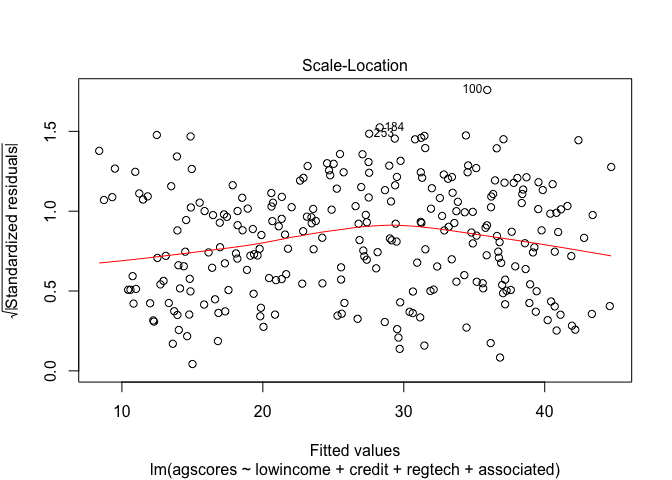 Scale-Location
√|Standardized residuals|
1.5
1.0
0.5
0.0
100
184
253
10 20 30 40
Fitted values
lm(agscores ~ lowincome + credit + regtech + associated)